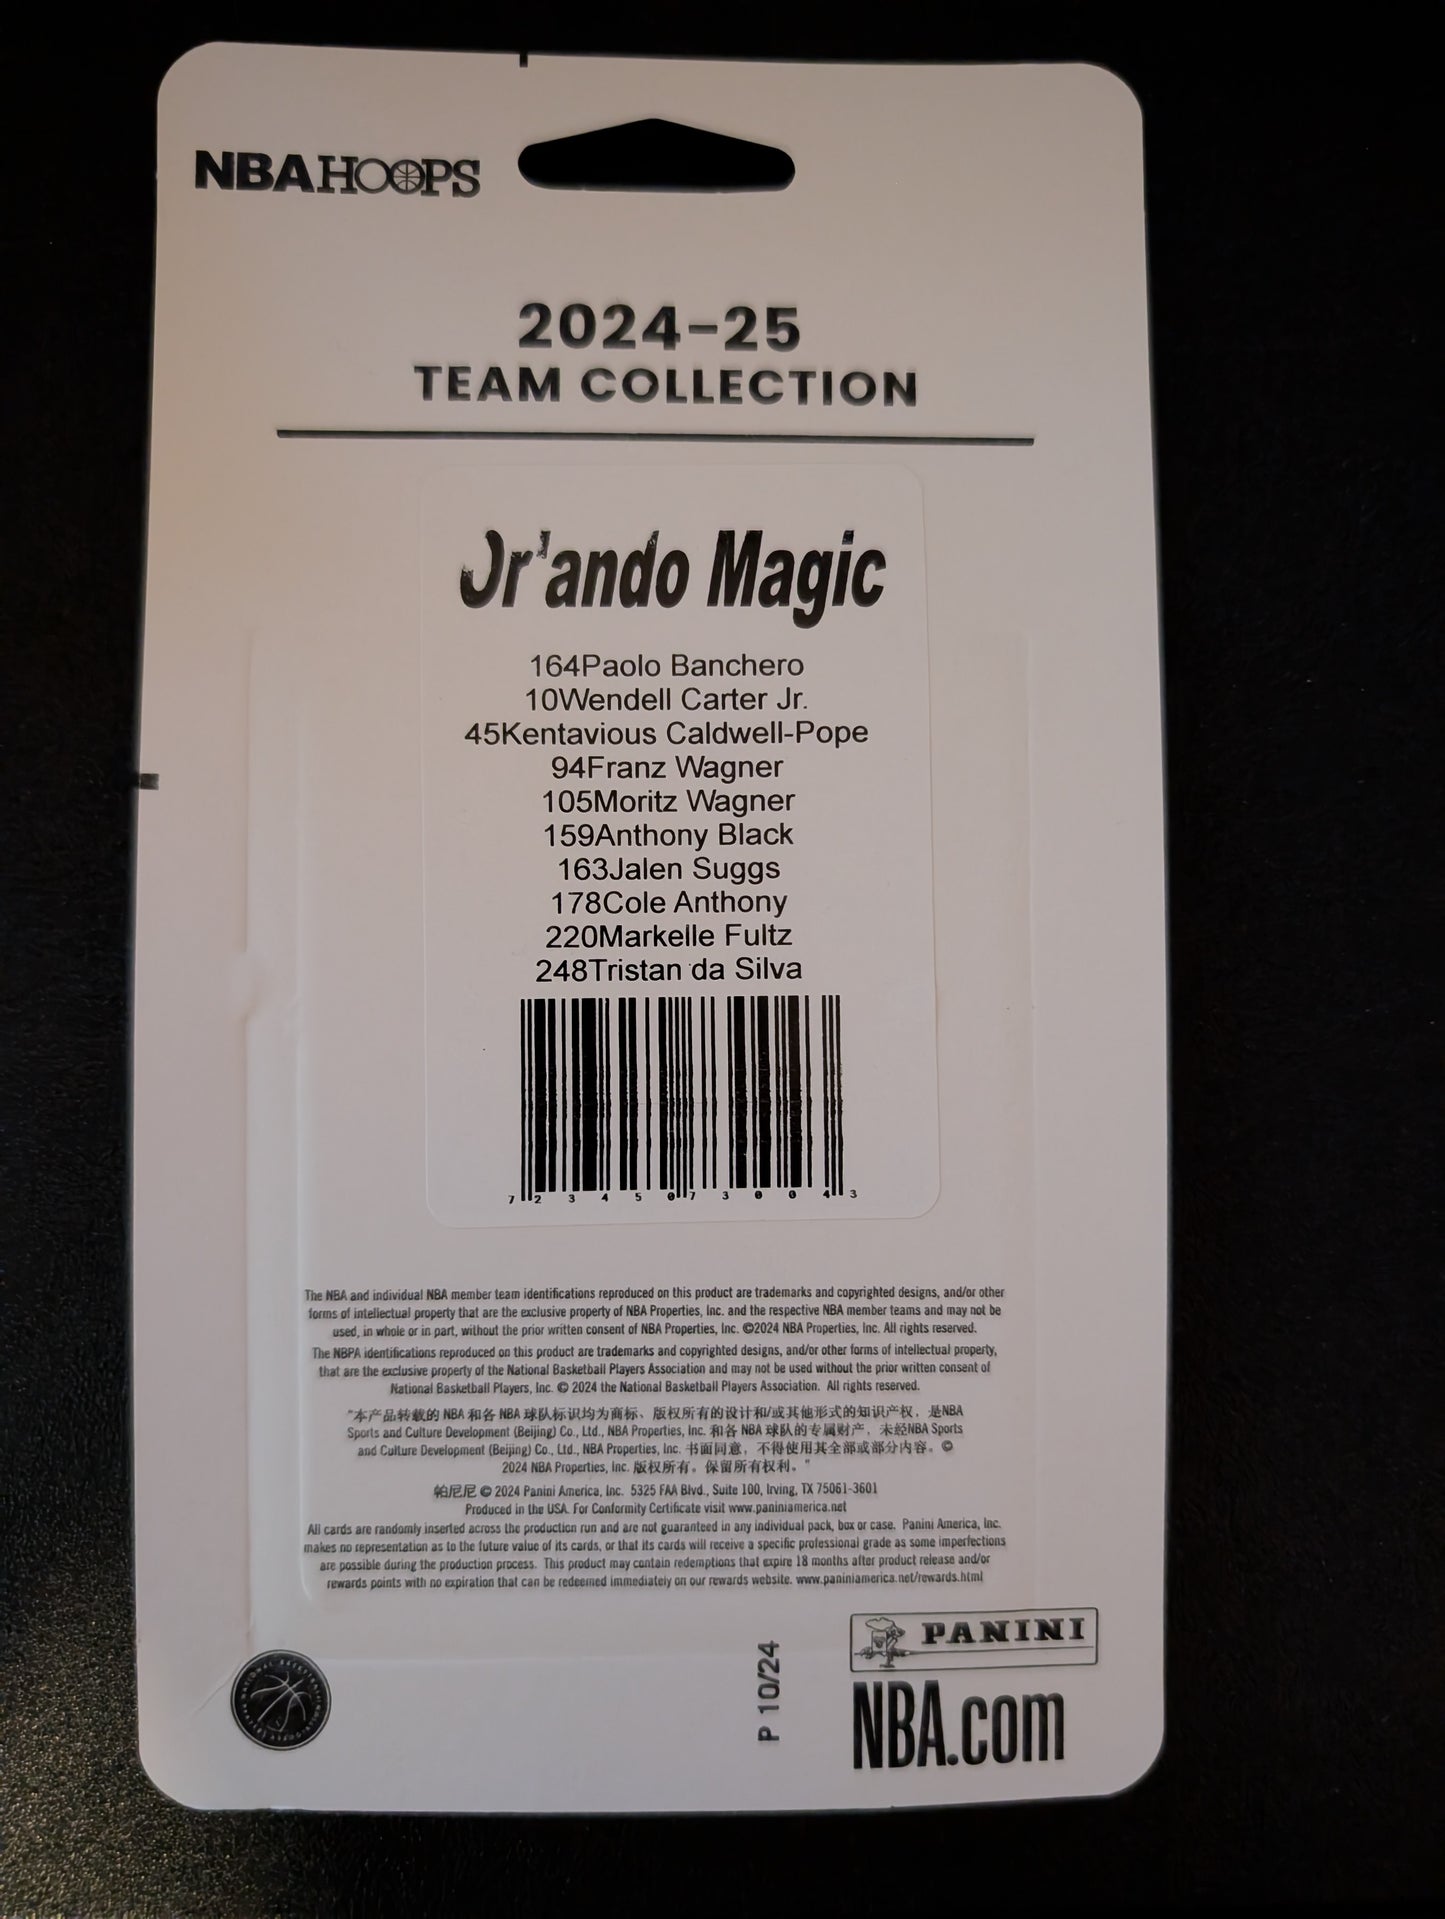 NBA HOOPS
2024-25
TEAM COLLECTION
Orlando Magic
164Paolo Banchero
10Wendell Carter Jr.
45Kentavious Caldwell-Pope
94Franz Wagner
105Moritz Wagner
159Anthony Black
163Jalen Suggs
178Cole Anthony
220Markelle Fultz
248Tristan da Silva
7 2 3 4 5 0 7 3 0 0 4 3
The NBA and individual NBA member team identifications reproduced on this product are trademarks and copyrighted designs, and/or other
forms of intellectual property that are the exclusive property of NBA Properties, Inc. and the respective NBA member teams and may not be
used, in whole or in part, without the prior written consent of NBA Properties, Inc. ©2024 NBA Properties, Inc. All rights reserved.
The NBPA identifications reproduced on this product are trademarks and copyrighted designs, and/or other forms of intellectual property,
that are the exclusive property of the National Basketball Players Association and may not be used without the prior written consent of
National Basketball Players, Inc. © 2024 the National Basketball Players Association. All rights reserved.
"本产品转载的 NBA 和各 NBA 球队标识均为商标、版权所有的设计和/或其他形式的知识产权，是NBA
Sports and Culture Development (Beijing) Co., Ltd., NBA Properties, Inc. 和各 NBA 球队的专属财产，未经NBA Sports
and Culture Development (Beijing) Co., Ltd., NBA Properties, Inc. 书面同意，不得使用其全部或部分内容。©
2024 NBA Properties, Inc. 版权所有。保留所有权利。"
帕尼尼 © 2024 Panini America, Inc. 5325 FAA Blvd., Suite 100, Irving, TX 75061-3601
Produced in the USA. For Conformity Certificate visit www.paniniamerica.net
All cards are randomly inserted across the production run and are not guaranteed in any individual pack, box or case. Panini America, Inc.
makes no representation as to the future value of its cards, or that its cards will receive a specific professional grade as some imperfections
are possible during the production process. This product may contain redemptions that expire 18 months after product release and/or
rewards points with no expiration that can be redeemed immediately on our rewards website. www.paniniamerica.net/rewards.html
PANINI
P 10/24
NBA.com